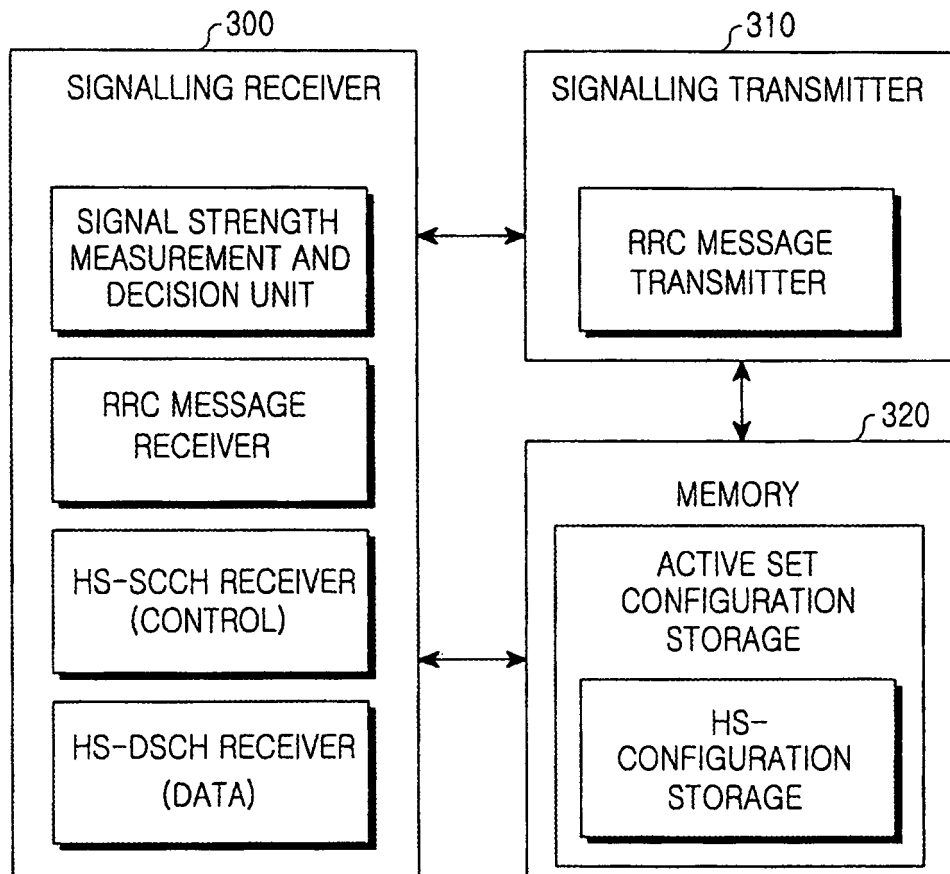 300
SIGNALLING RECEIVER
SIGNAL STRENGTH
MEASUREMENT AND
DECISION UNIT
RRC MESSAGE
RECEIVER
HS-SCCH RECEIVER
(CONTROL)
HS-DSCH RECEIVER
(DATA)
310
SIGNALLING TRANSMITTER
RRC MESSAGE
TRANSMITTER
320
MEMORY
ACTIVE SET
CONFIGURATION
STORAGE
HS-
CONFIGURATION
STORAGE